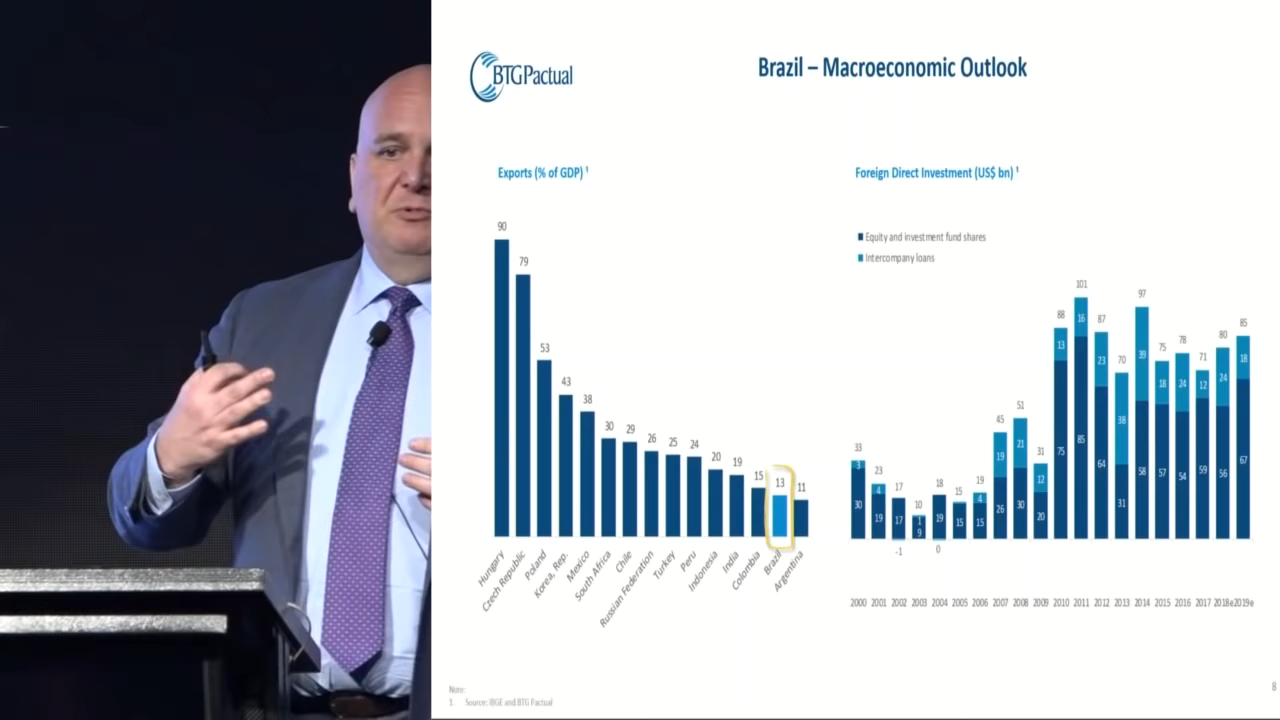 BTGPactual
Brazil – Macroeconomic Outlook
Exports (% of GDP) ¹
90
79
53
43
38
30
29
26
25
24
20
19
15
13
11
Hungary
Czech Republic
Poland
Korea, Rep.
Mexico
South Africa
Chile
Russian Federation
Turkey
Peru
Indonesia
India
Colombia
Brazil
Argentina
Foreign Direct Investment (US$ bn) ¹
Equity and investment fund shares
Intercompany loans
33 23 17 10 18 15 19 45 51 31 88 101 87 70 97 75 78 71 80 85
3 4 1 4 19 21 12 13 16 23 38 39 18 24 12 24 18
30 19 17 9 19 15 15 26 30 20 75 85 64 31 58 57 54 59 56 67
-1 0
2000 2001 2002 2003 2004 2005 2006 2007 2008 2009 2010 2011 2012 2013 2014 2015 2016 2017 2018e 2019e
Note:
1. Source: IBGE and BTG Pactual
8